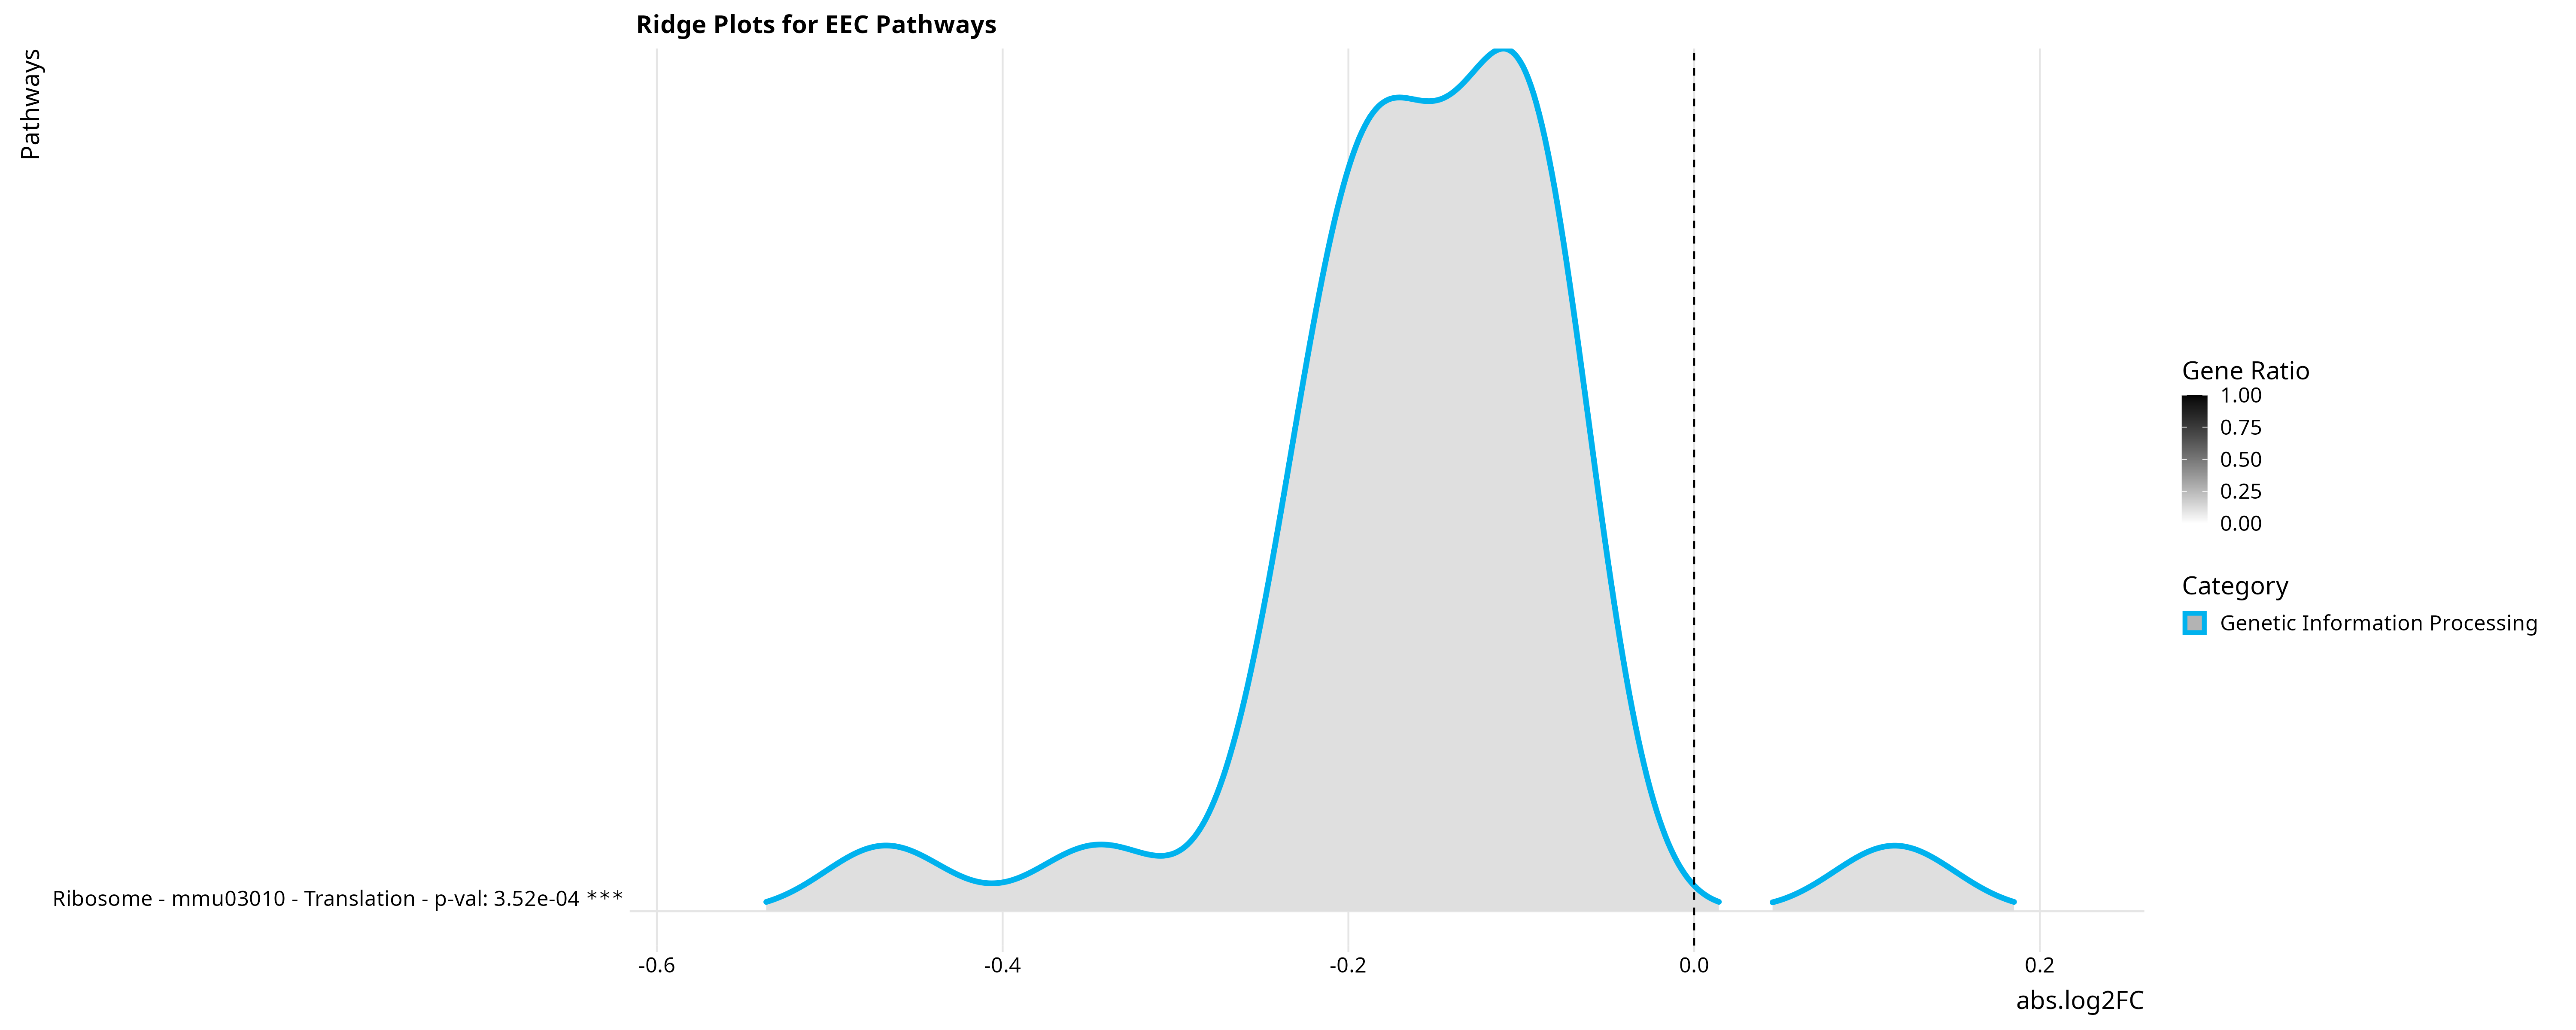 Ridge Plots for EEC Pathways
Pathways
Ribosome - mmu03010 - Translation - p-val: 3.52e-04 ***
-0.6
-0.4
-0.2
0.0
0.2
abs.log2FC
Gene Ratio
1.00
0.75
0.50
0.25
0.00
Category
Genetic Information Processing